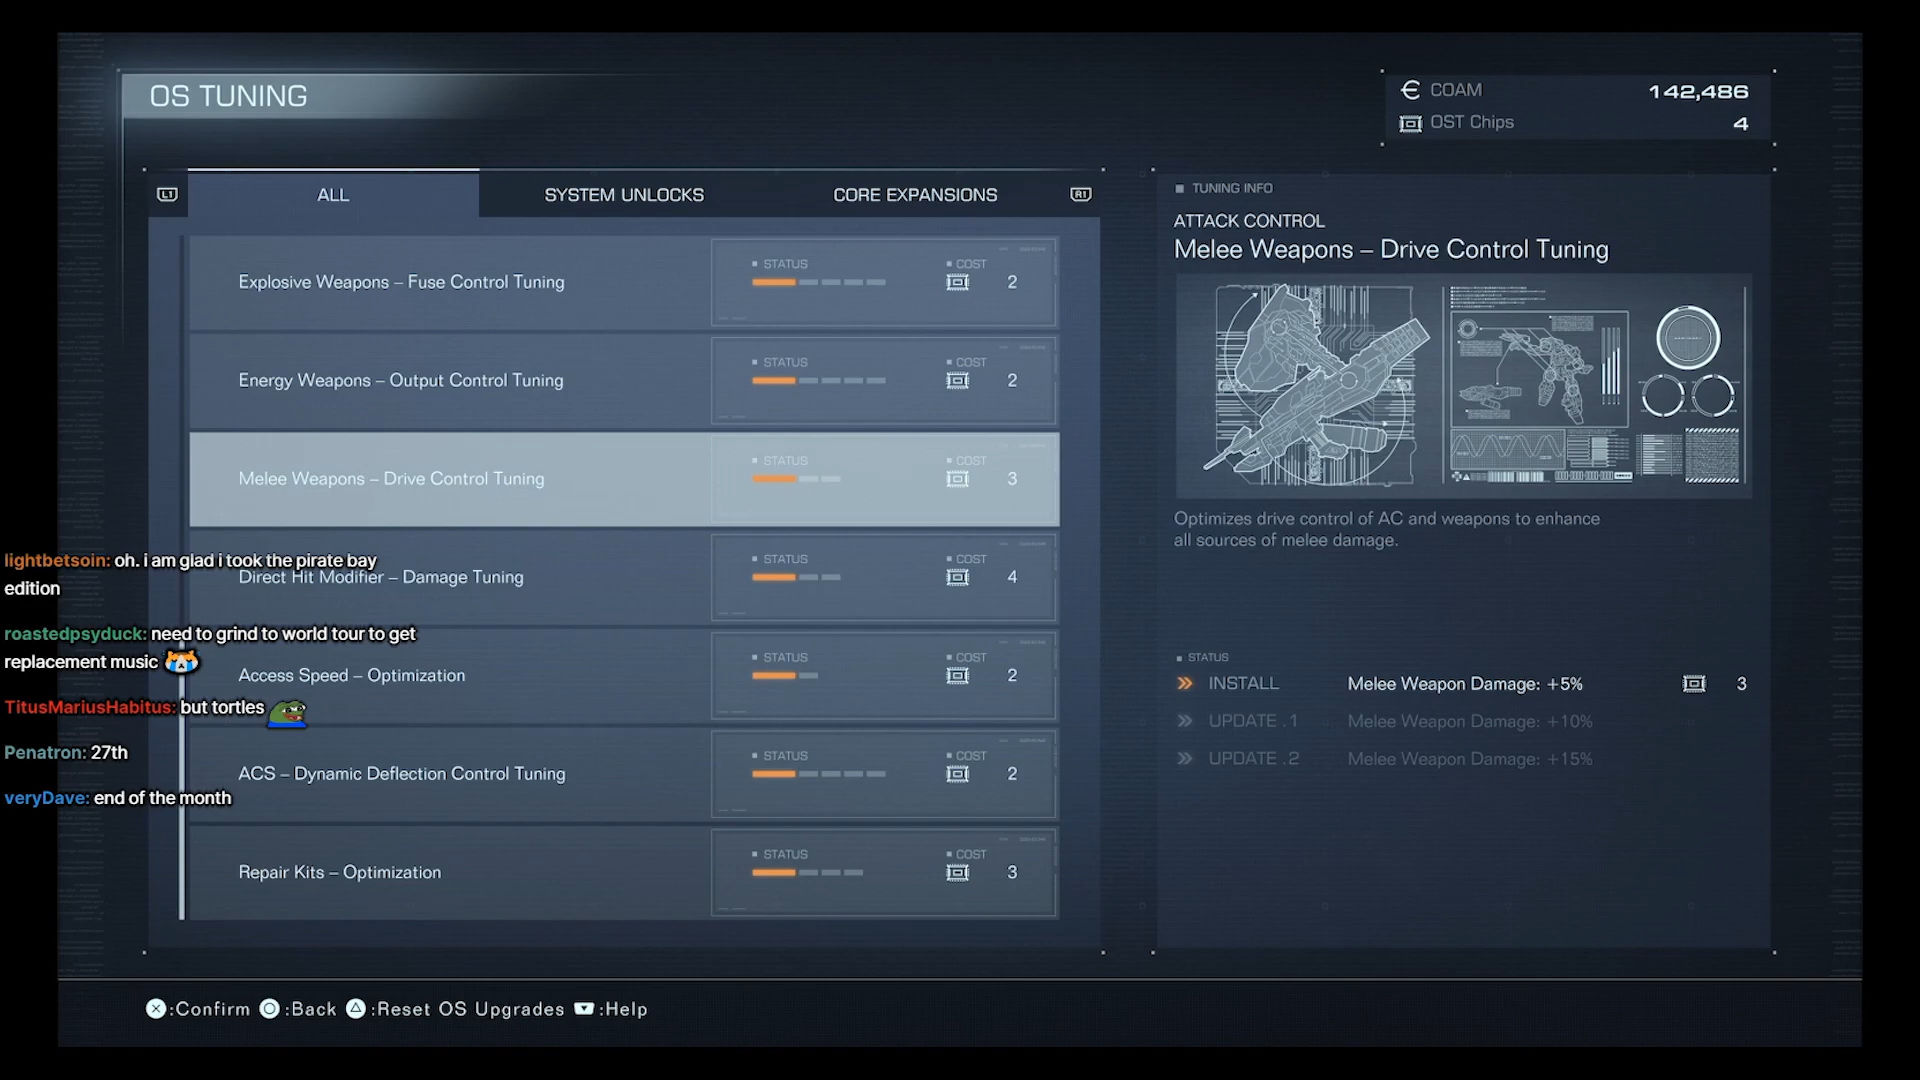 OS TUNING
COAM 142,486
OST Chips 4
L1 ALL SYSTEM UNLOCKS CORE EXPANSIONS R1
Explosive Weapons – Fuse Control Tuning STATUS COST 2
Energy Weapons – Output Control Tuning STATUS COST 2
Melee Weapons – Drive Control Tuning STATUS COST 3
Direct Hit Modifier – Damage Tuning STATUS COST 4
Access Speed – Optimization STATUS COST 2
ACS – Dynamic Deflection Control Tuning STATUS COST 2
Repair Kits – Optimization STATUS COST 3
TUNING INFO
ATTACK CONTROL
Melee Weapons – Drive Control Tuning
Optimizes drive control of AC and weapons to enhance
all sources of melee damage.
STATUS
INSTALL Melee Weapon Damage: +5% 3
UPDATE .1 Melee Weapon Damage: +10%
UPDATE .2 Melee Weapon Damage: +15%
lightbetsoin: oh. i am glad i took the pirate bay
edition
roastedpsyduck: need to grind to world tour to get
replacement music
TitusMariusHabitus: but tortles
Penatron: 27th
veryDave: end of the month
:Confirm :Back :Reset OS Upgrades :Help